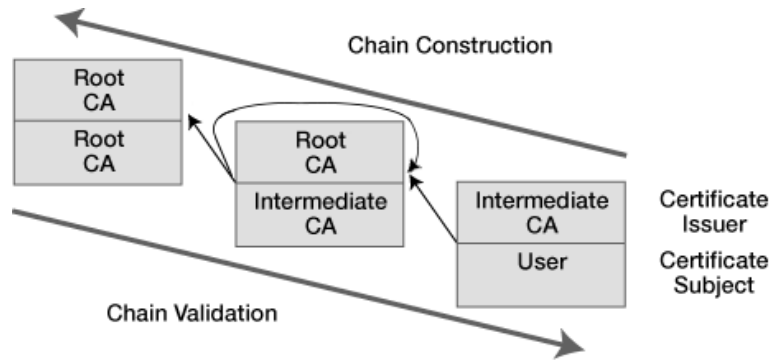 Chain Construction
Root
CA
Root
CA
Root
CA
Intermediate
CA
Intermediate
CA
User
Certificate
Issuer
Certificate
Subject
Chain Validation